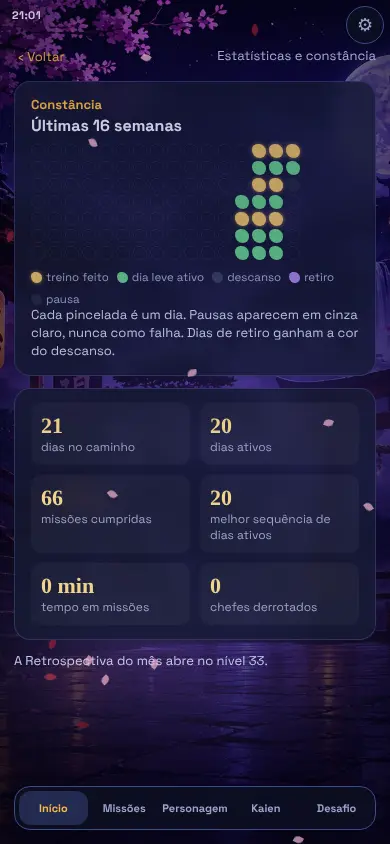 21:01
‹ Voltar
Estatísticas e constância
Constância
Últimas 16 semanas
treino feito
dia leve ativo
descanso
retiro
pausa
Cada pincelada é um dia. Pausas aparecem em cinza
claro, nunca como falha. Dias de retiro ganham a cor
do descanso.
21
dias no caminho
20
dias ativos
66
missões cumpridas
20
melhor sequência de
dias ativos
0 min
tempo em missões
0
chefes derrotados
A Retrospectiva do mês abre no nível 33.
Início
Missões
Personagem
Kaien
Desafio